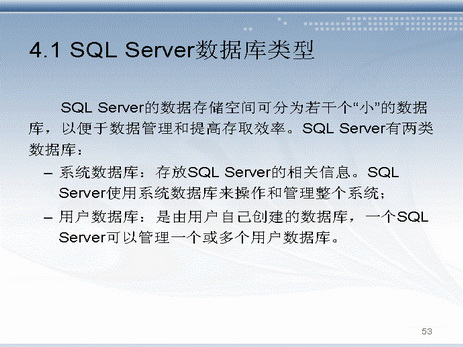 4.1 SQL Server数据库类型
SQL Server的数据存储空间可分为若干个“小”的数据
库，以便于数据管理和提高存取效率。SQL Server有两类
数据库：
– 系统数据库：存放SQL Server的相关信息。SQL
Server使用系统数据库来操作和管理整个系统；
– 用户数据库：是由用户自己创建的数据库，一个SQL
Server可以管理一个或多个用户数据库。
53